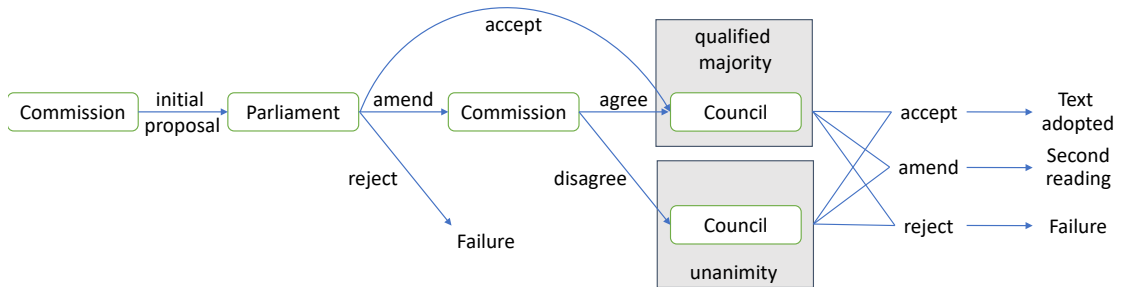 accept
qualified
majority
Commission
initial
proposal
Parliament
amend
Commission
agree
Council
accept
Text
adopted
reject
disagree
amend
Second
reading
Failure
Council
reject
Failure
unanimity